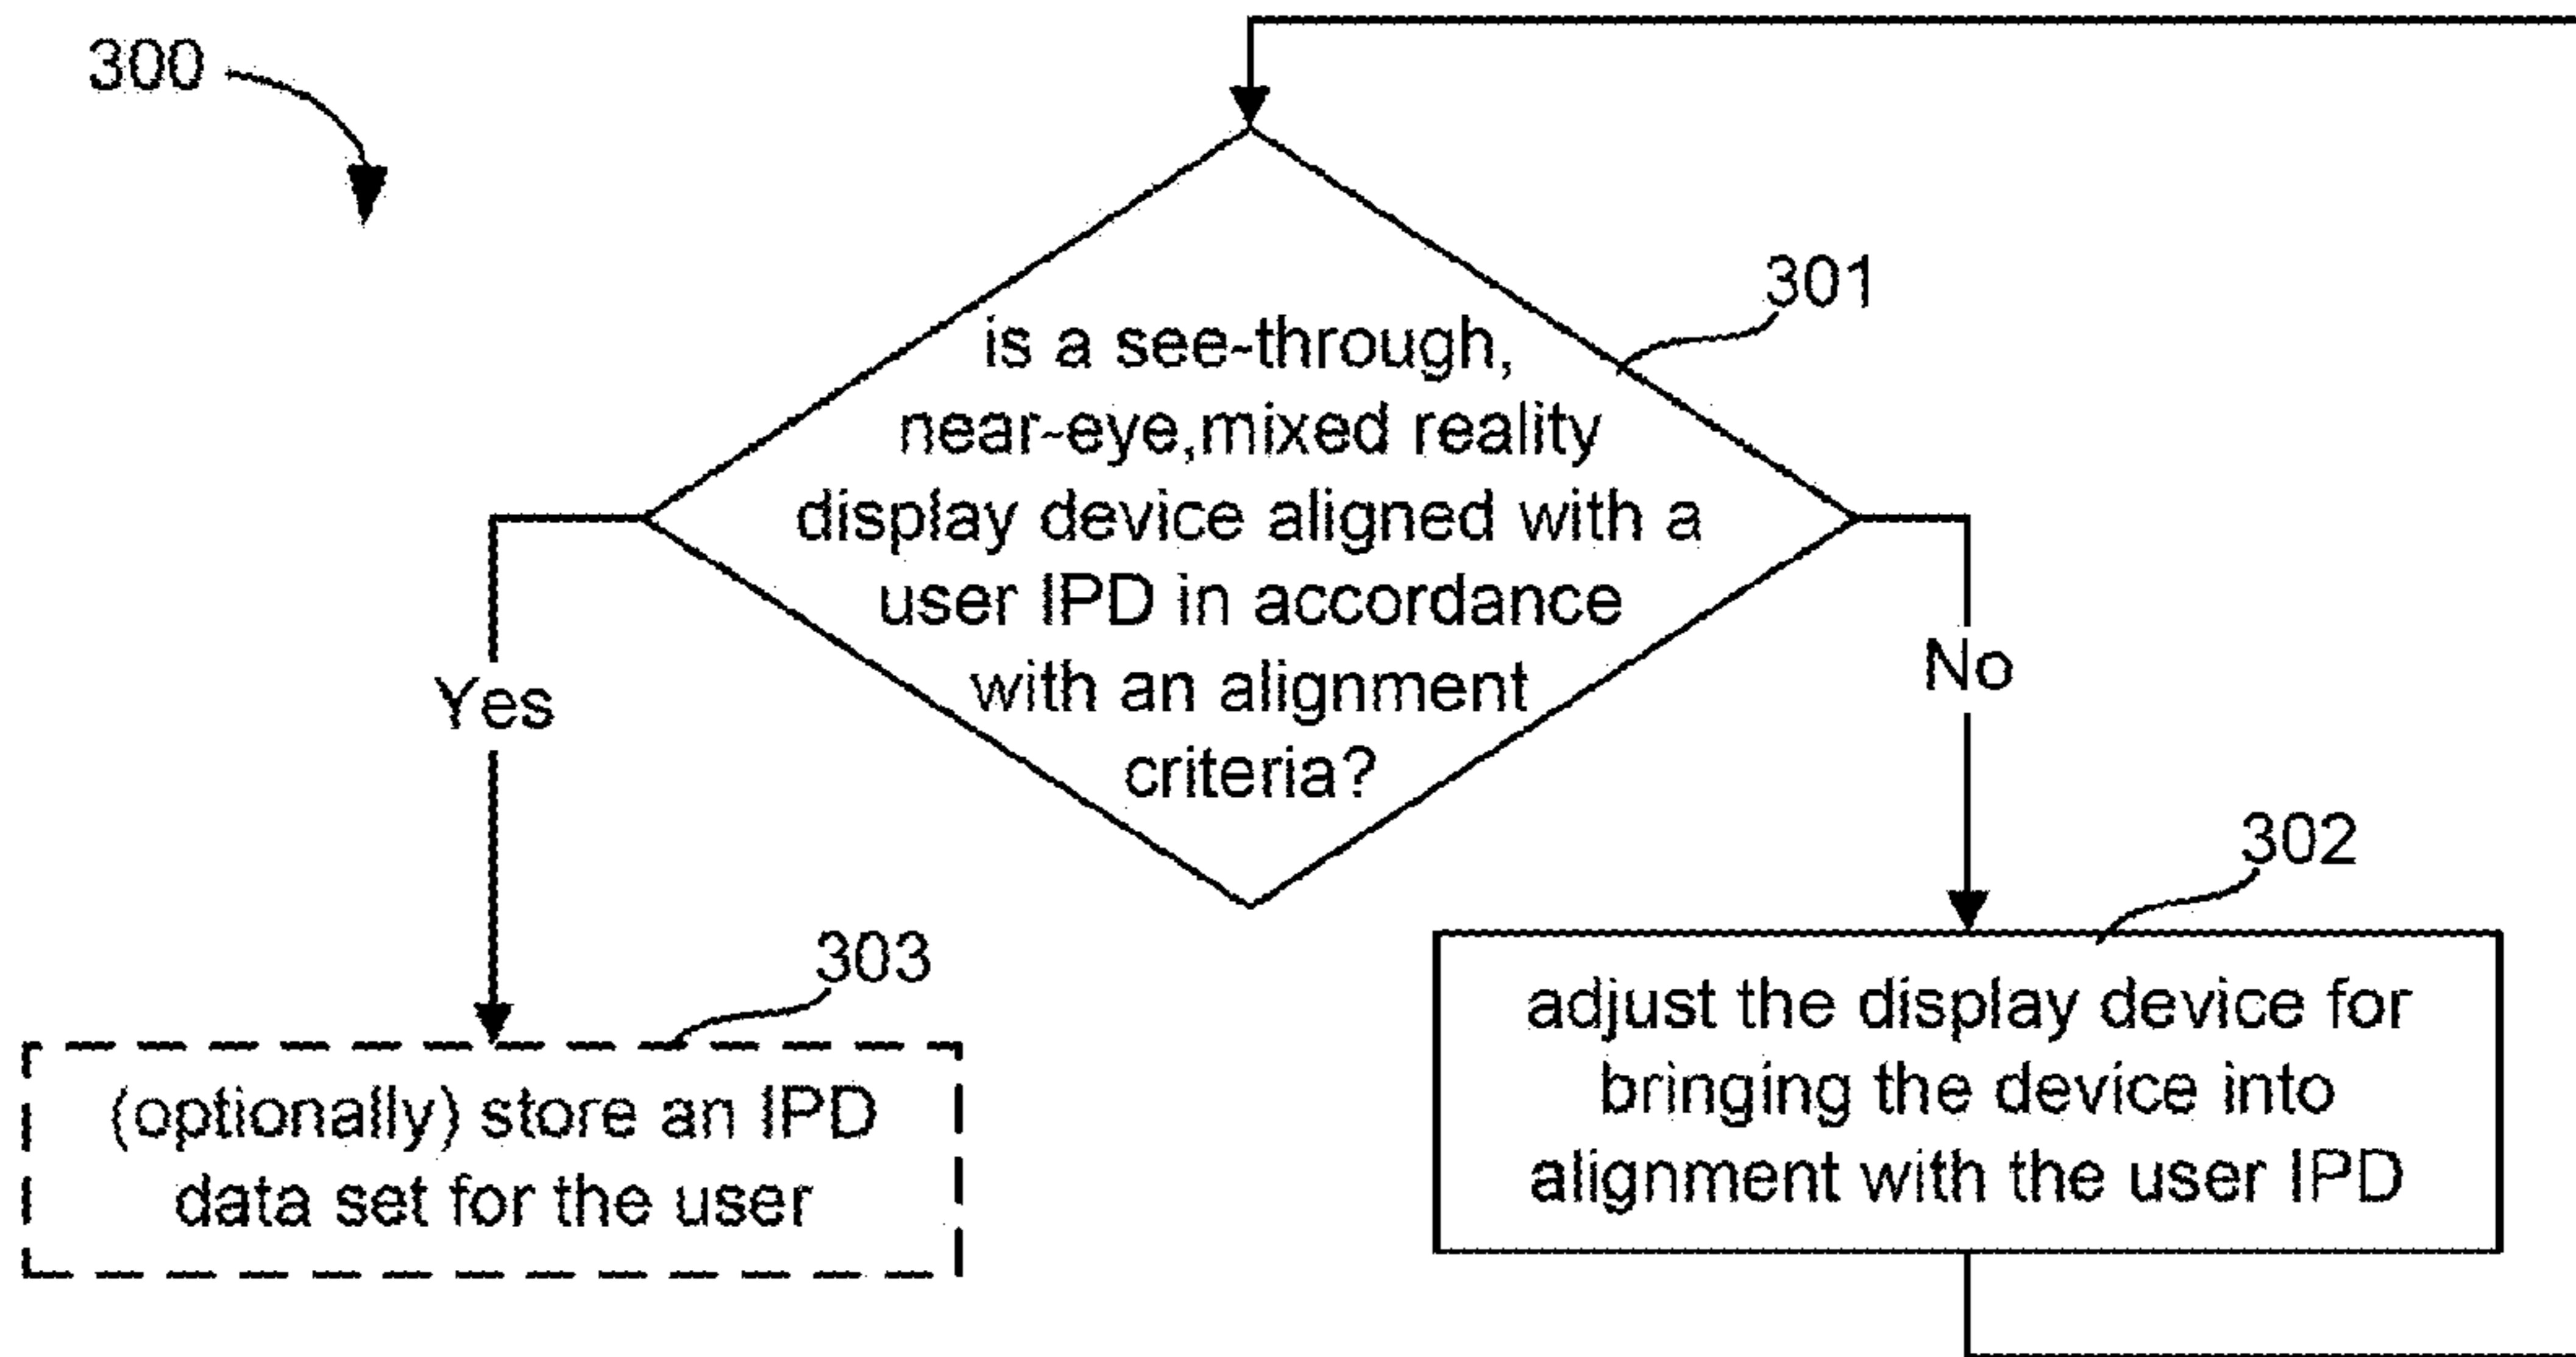 300
301
is a see-through,
near-eye,mixed reality
display device aligned with a
user IPD in accordance
with an alignment
criteria?
Yes
No
302
adjust the display device for
bringing the device into
alignment with the user IPD
303
(optionally) store an IPD
data set for the user